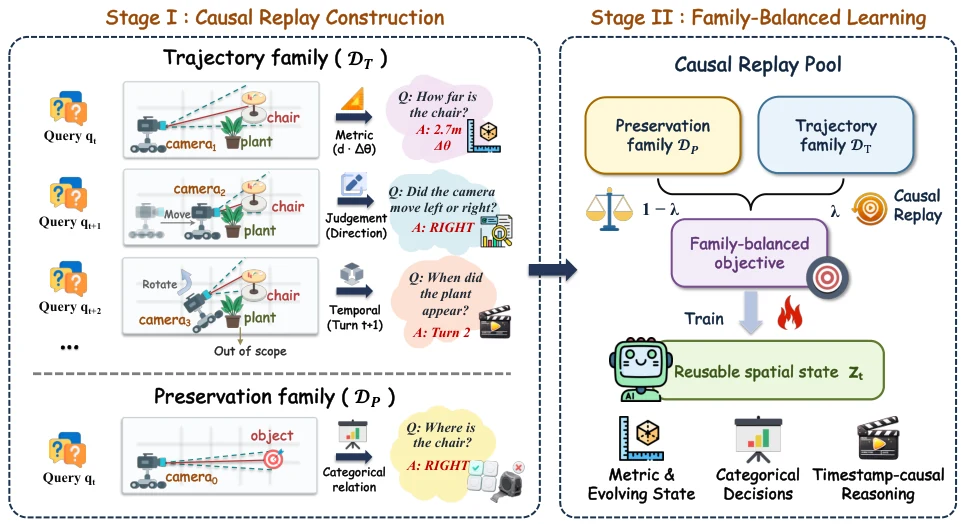 Stage I : Causal Replay Construction
Trajectory family ( 𝒟T )
Query qt
camera1
chair
plant
Metric
(d · Δθ)
Q: How far is
the chair?
A: 2.7m
Δθ
Query qt+1
camera2
Move
chair
plant
Judgement
(Direction)
Q: Did the camera
move left or right?
A: RIGHT
Query qt+2
Rotate
camera3
chair
plant
Out of scope
Temporal
(Turn t+1)
Q: When did
the plant
appear?
A: Turn 2
...
Preservation family ( 𝒟P )
Query qt
camera0
object
Categorical
relation
Q: Where is
the chair?
A: RIGHT
Stage II : Family-Balanced Learning
Causal Replay Pool
Preservation
family 𝒟P
Trajectory
family 𝒟T
1 − λ
λ
Causal
Replay
Family-balanced
objective
Train
AI
Reusable spatial state zt
Metric &
Evolving State
Categorical
Decisions
Timestamp-causal
Reasoning